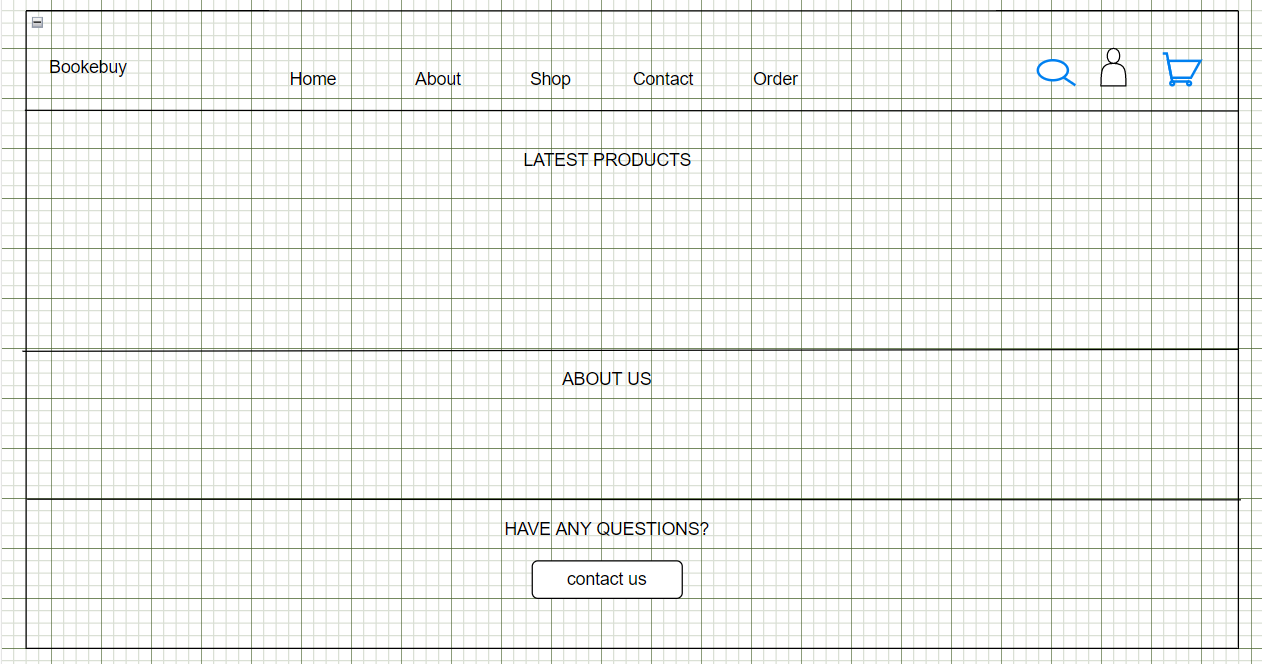 Bookebuy
Home About Shop Contact Order
LATEST PRODUCTS
ABOUT US
HAVE ANY QUESTIONS?
contact us